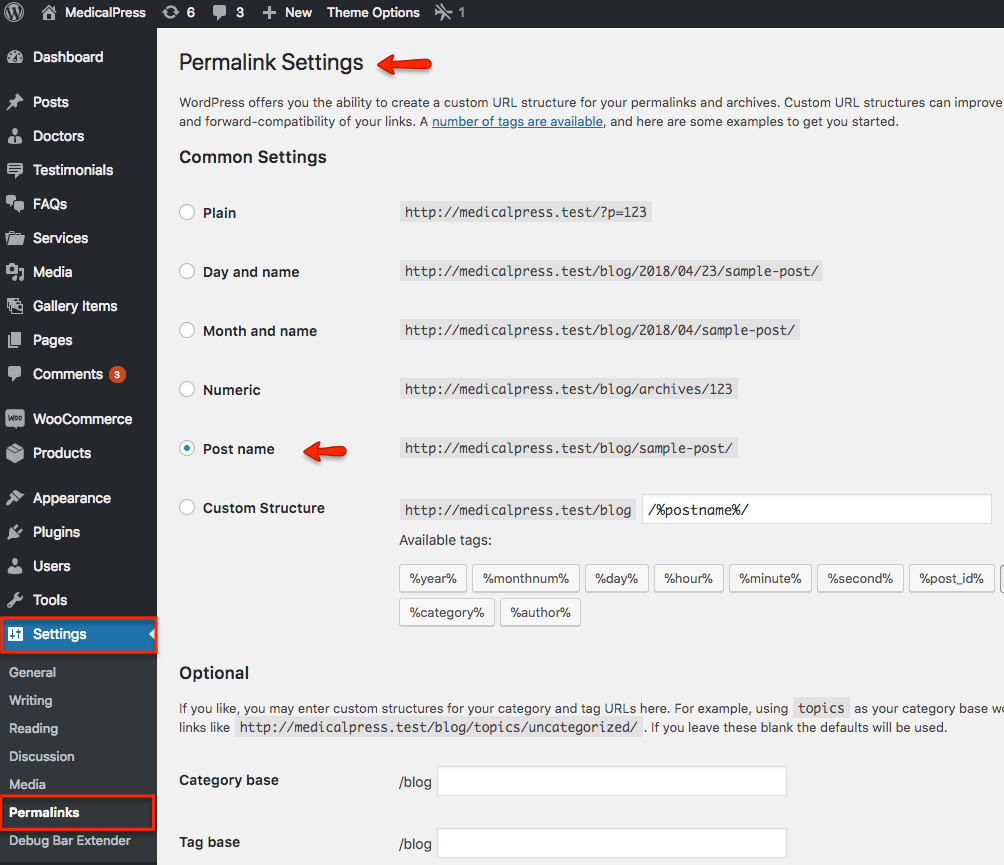 MedicalPress 6 3 New Theme Options 1
Dashboard
Posts
Doctors
Testimonials
FAQs
Services
Media
Gallery Items
Pages
Comments 3
WOO WooCommerce
Products
Appearance
Plugins
Users
Tools
Settings
General
Writing
Reading
Discussion
Media
Permalinks
Debug Bar Extender
Permalink Settings
WordPress offers you the ability to create a custom URL structure for your permalinks and archives. Custom URL structures can improve
and forward-compatibility of your links. A number of tags are available, and here are some examples to get you started.
Common Settings
Plain http://medicalpress.test/?p=123
Day and name http://medicalpress.test/blog/2018/04/23/sample-post/
Month and name http://medicalpress.test/blog/2018/04/sample-post/
Numeric http://medicalpress.test/blog/archives/123
Post name http://medicalpress.test/blog/sample-post/
Custom Structure http://medicalpress.test/blog /%postname%/
Available tags:
%year% %monthnum% %day% %hour% %minute% %second% %post_id%
%category% %author%
Optional
If you like, you may enter custom structures for your category and tag URLs here. For example, using topics as your category base
links like http://medicalpress.test/blog/topics/uncategorized/ . If you leave these blank the defaults will be used.
Category base /blog
Tag base /blog